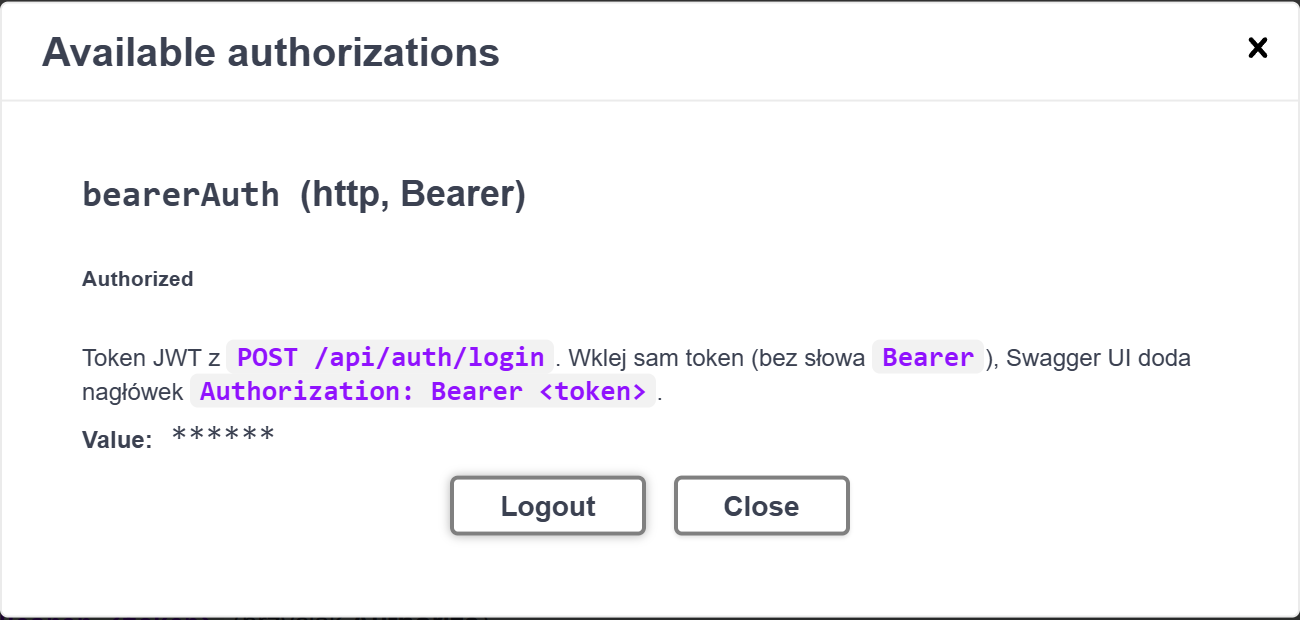 Available authorizations
bearerAuth (http, Bearer)
Authorized
Token JWT z POST /api/auth/login. Wklej sam token (bez słowa Bearer), Swagger UI doda
nagłówek Authorization: Bearer <token>.
Value: ******
Logout Close